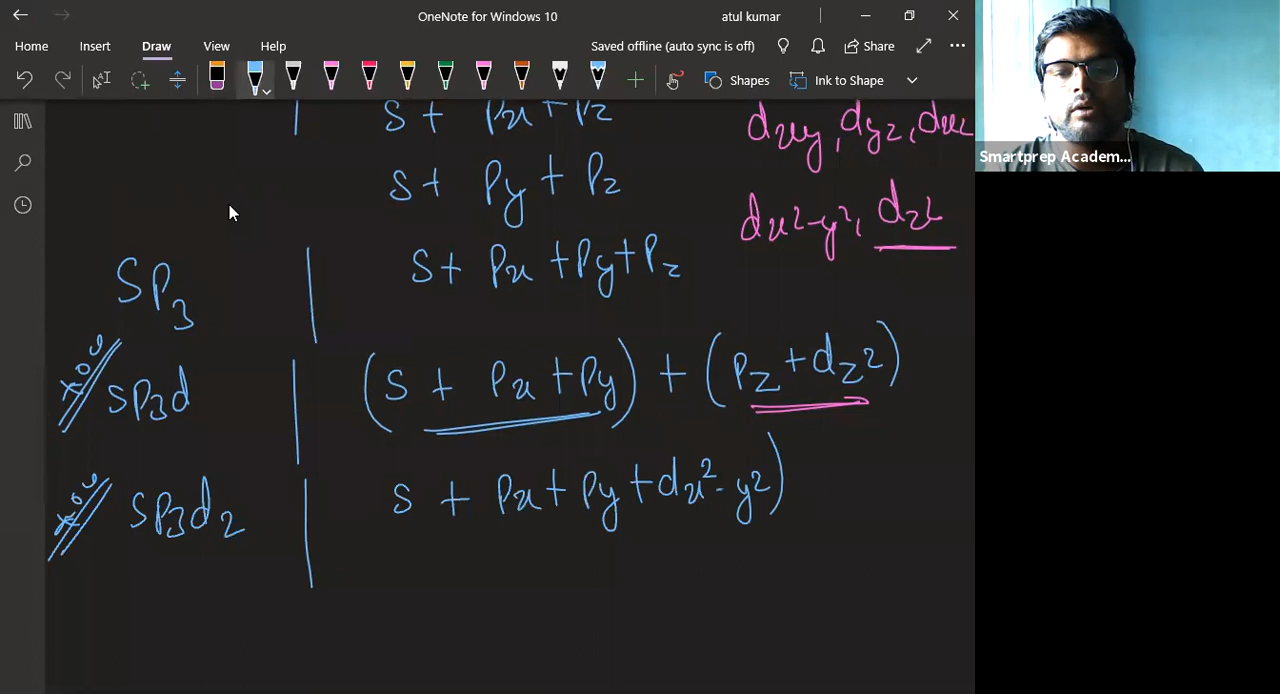 OneNote for Windows 10
atul kumar
Home Insert Draw View Help
Saved offline (auto sync is off)
Share
Shapes
Ink to Shape
Smartprep Academ...
s + px + pz
dxy, dyz, dxz
s + py + pz
dx²-y², dz²
sp3 | s + px + py + pz
sp3d | (s + px + py) + (pz + dz²)
sp3d2 | s + px + py + dx²-y²)